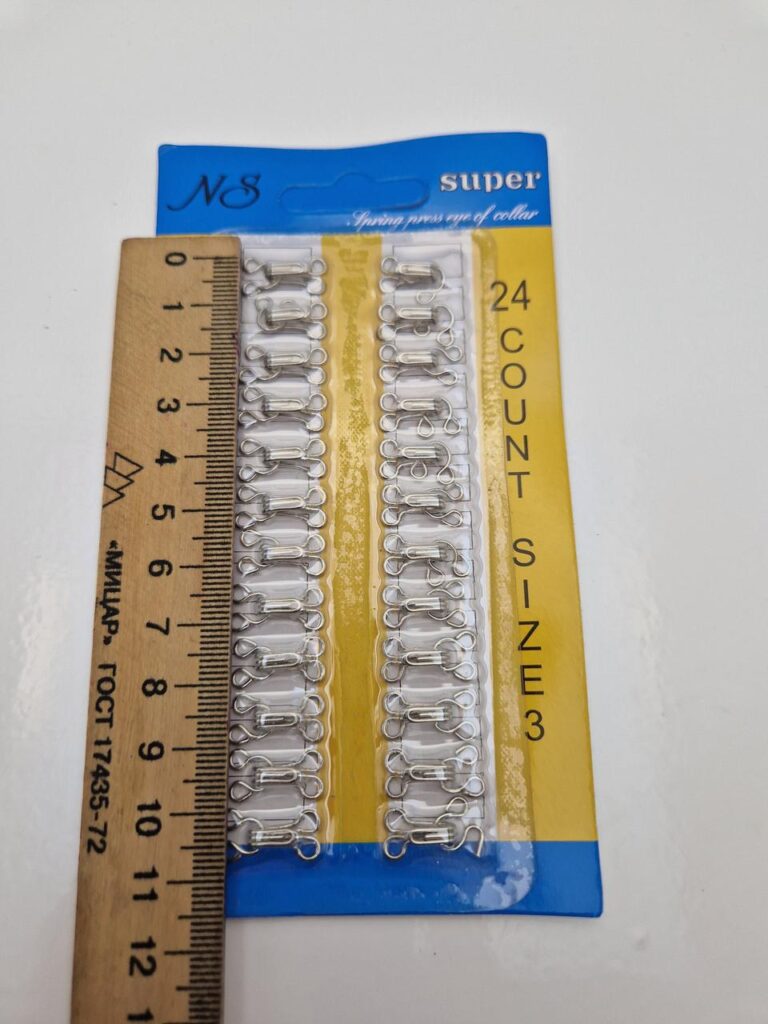 NS
super
Spring press eye of collar
24 COUNT SIZE 3
0 1 2 3 4 5 6 7 8 9 10 11 12 1
«МИЦАР» ГОСТ 17435-72